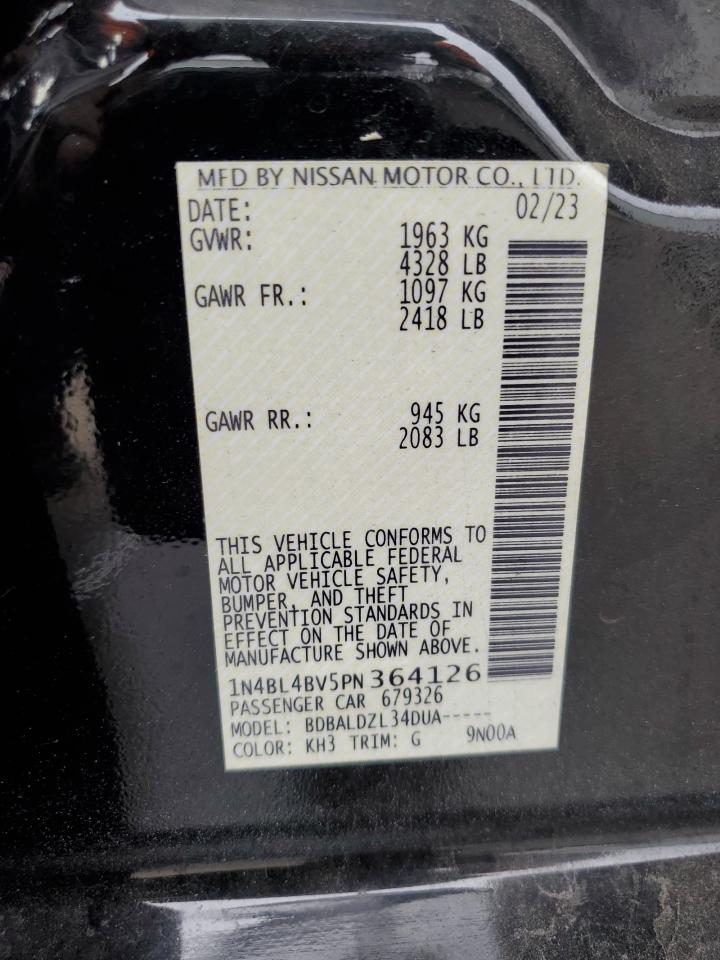 MFD BY NISSAN MOTOR CO., LTD.
DATE: 02/23
GVWR: 1963 KG
4328 LB
GAWR FR.: 1097 KG
2418 LB
GAWR RR.: 945 KG
2083 LB
THIS VEHICLE CONFORMS TO
ALL APPLICABLE FEDERAL
MOTOR VEHICLE SAFETY,
BUMPER, AND THEFT
PREVENTION STANDARDS IN
EFFECT ON THE DATE OF
MANUFACTURE SHOWN ABOVE.
1N4BL4BV5PN364126
PASSENGER CAR 679326
MODEL: BDBALDZL34DUA-----
COLOR: KH3 TRIM: G 9N00A